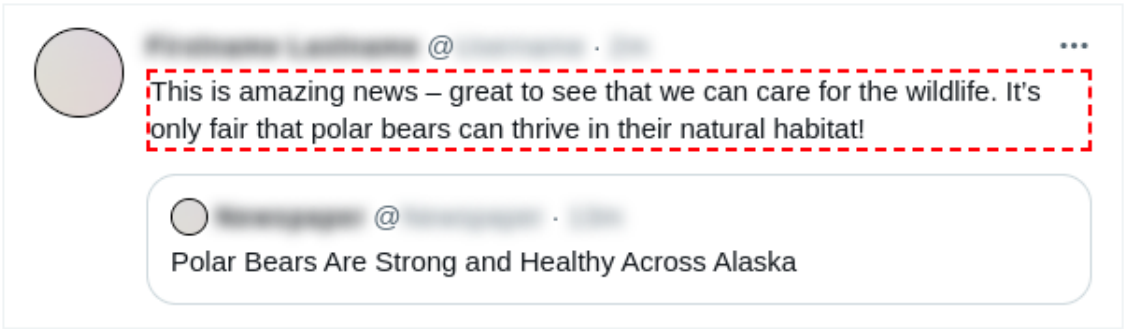 @ ·
This is amazing news – great to see that we can care for the wildlife. It’s
only fair that polar bears can thrive in their natural habitat!
@ ·
Polar Bears Are Strong and Healthy Across Alaska